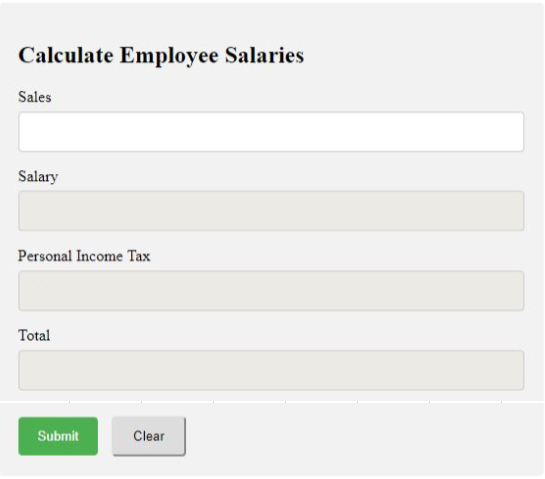 Calculate Employee Salaries
Sales
Salary
Personal Income Tax
Total
Submit Clear